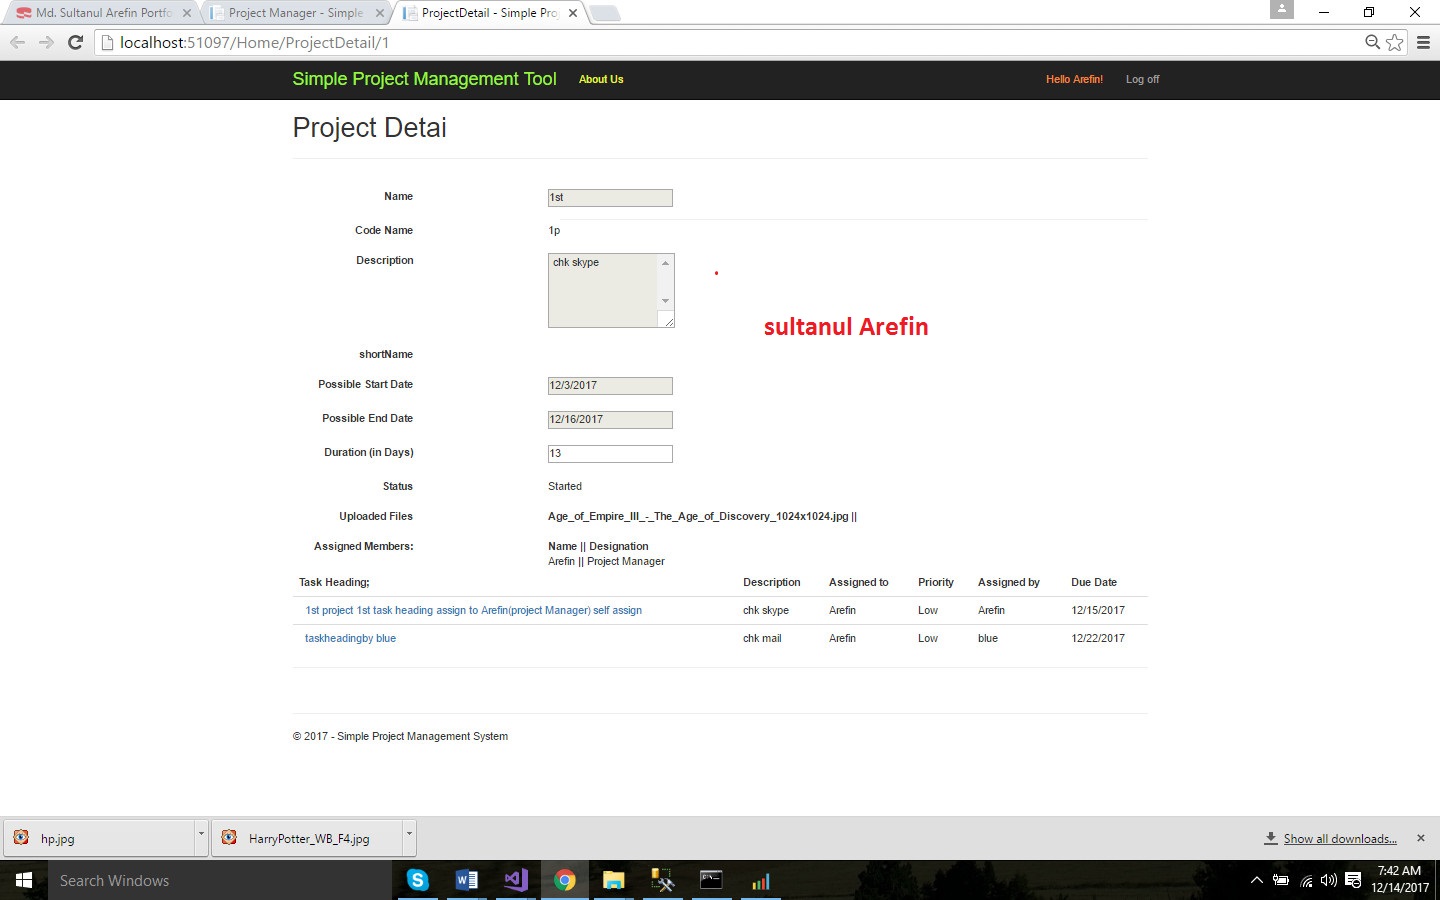 Md. Sultanul Arefin Portfo
Project Manager - Simple
ProjectDetail - Simple Pro
localhost:51097/Home/ProjectDetail/1
Simple Project Management Tool About Us Hello Arefin! Log off
Project Detai
Name 1st
Code Name 1p
Description chk skype
sultanul Arefin
shortName
Possible Start Date 12/3/2017
Possible End Date 12/16/2017
Duration (in Days) 13
Status Started
Uploaded Files Age_of_Empire_III_-_The_Age_of_Discovery_1024x1024.jpg ||
Assigned Members: Name || Designation
Arefin || Project Manager
Task Heading; Description Assigned to Priority Assigned by Due Date
1st project 1st task heading assign to Arefin(project Manager) self assign chk skype Arefin Low Arefin 12/15/2017
taskheadingby blue chk mail Arefin Low blue 12/22/2017
© 2017 - Simple Project Management System
hp.jpg HarryPotter_WB_F4.jpg Show all downloads...
Search Windows 7:42 AM
12/14/2017